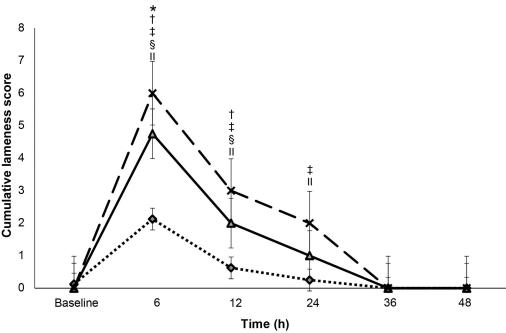 *
†
‡
§
II
†
‡
§
II
‡
II
8
7
6
5
4
3
2
1
0
Cumulative lameness score
Baseline 6 12 24 36 48
Time (h)